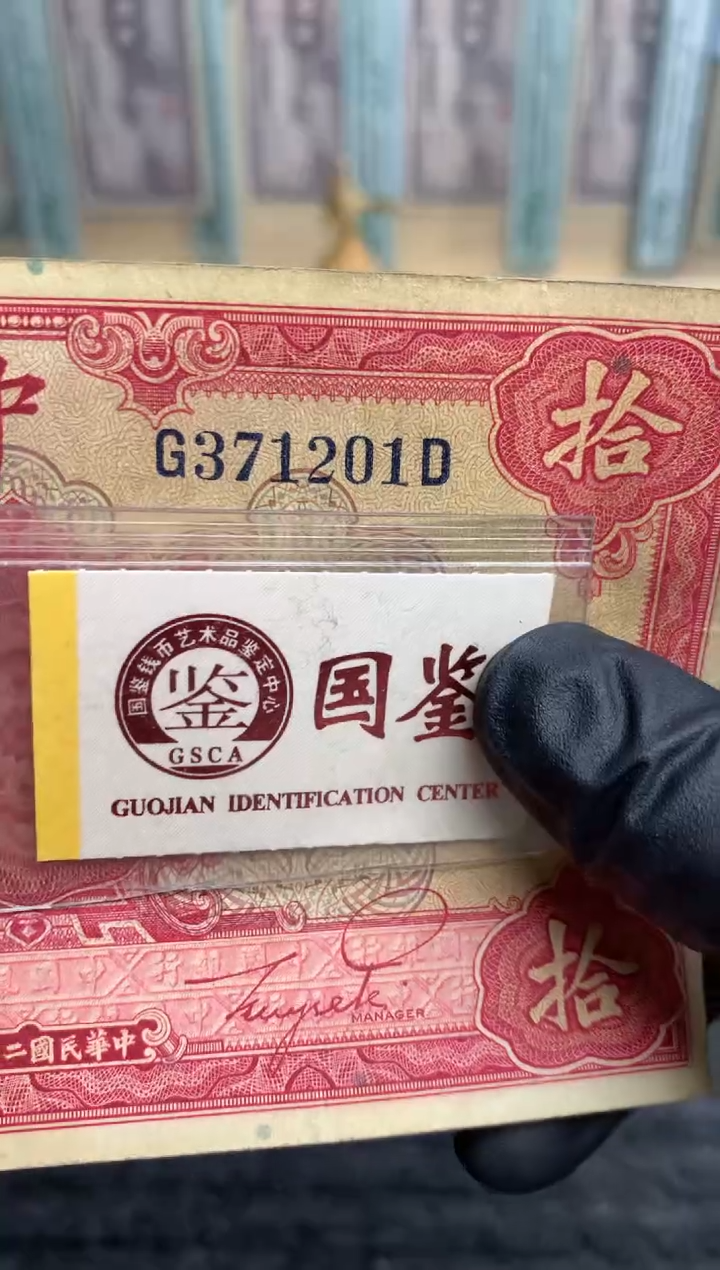 中
G371201D
拾
国鉴钱币艺术品鉴定中心
鉴
GSCA
国鉴
GUOJIAN IDENTIFICATION CENTER
MANAGER
拾
二國民華中